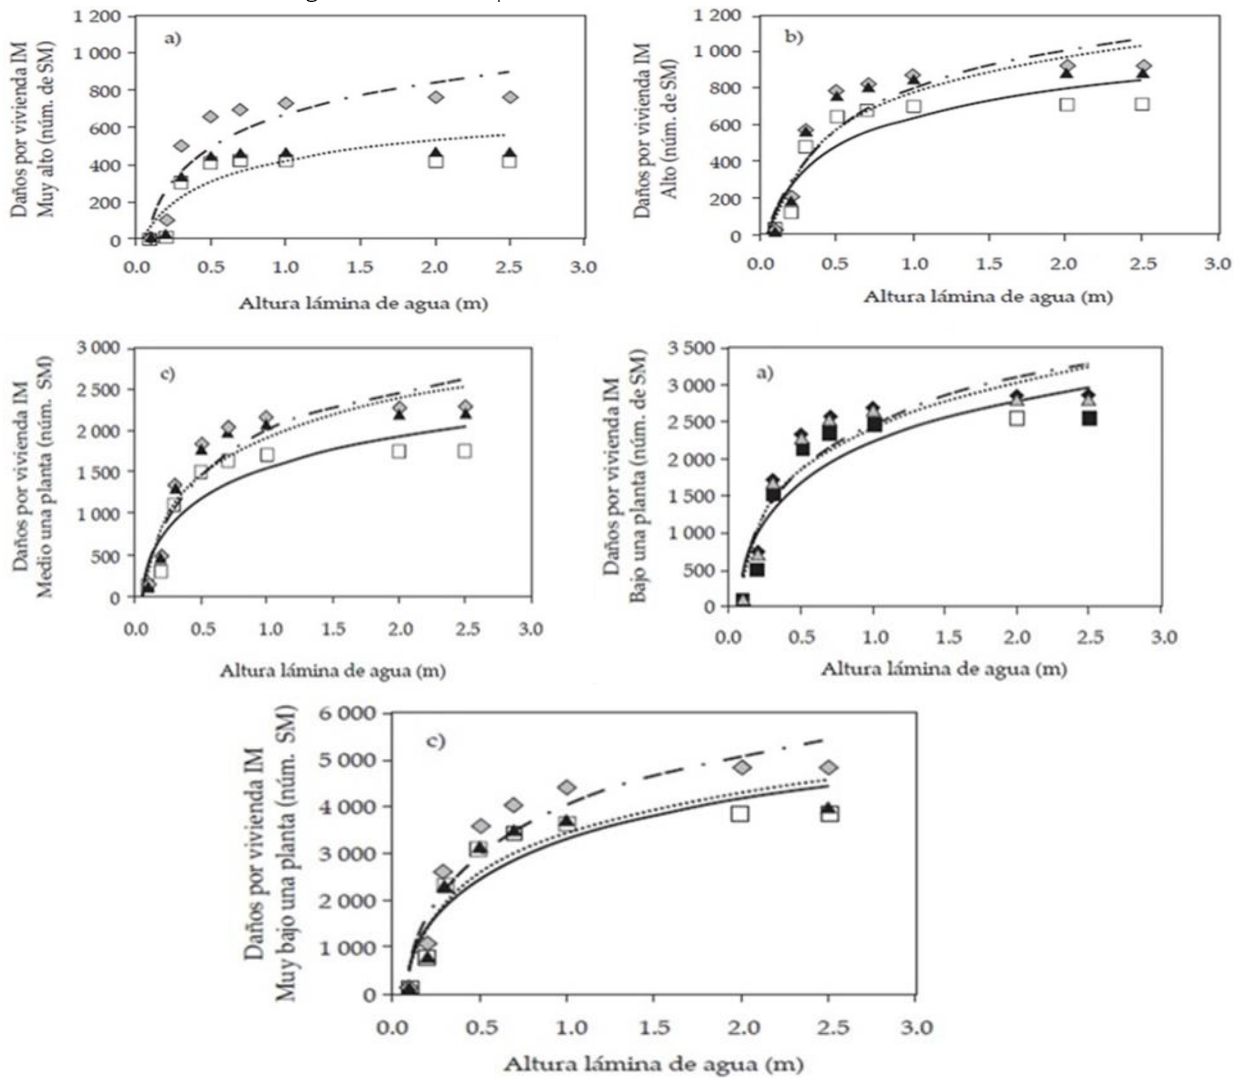 1 200
1 000
800
600
400
200
0
a)
Daños por vivienda IM
Muy alto (núm. de SM)
0.0 0.5 1.0 2.0 2.5 3.0
Altura lámina de agua (m)
1 200
1 000
800
600
400
200
0
b)
Daños por vivienda IM
Alto (núm. de SM)
0.0 0.5 1.0 1.5 2.0 2.5 3.0
Altura lámina de agua (m)
3 000
2 500
2 000
1 500
1 000
500
0
c)
Daños por vivienda IM
Medio una planta (núm. SM)
0.0 0.5 1.0 1.5 2.0 2.5 3.0
Altura lámina de agua (m)
3 500
3 000
2 500
2 000
1 500
1 000
500
0
a)
Daños por vivienda IM
Bajo una planta (núm. de SM)
0.0 0.5 1.0 1.5 2.0 2.5 3.0
Altura lámina de agua (m)
6 000
5 000
4 000
3 000
2 000
1 000
0
c)
Daños por vivienda IM
Muy bajo una planta (núm. SM)
0.0 0.5 1.0 1.5 2.0 2.5 3.0
Altura lámina de agua (m)